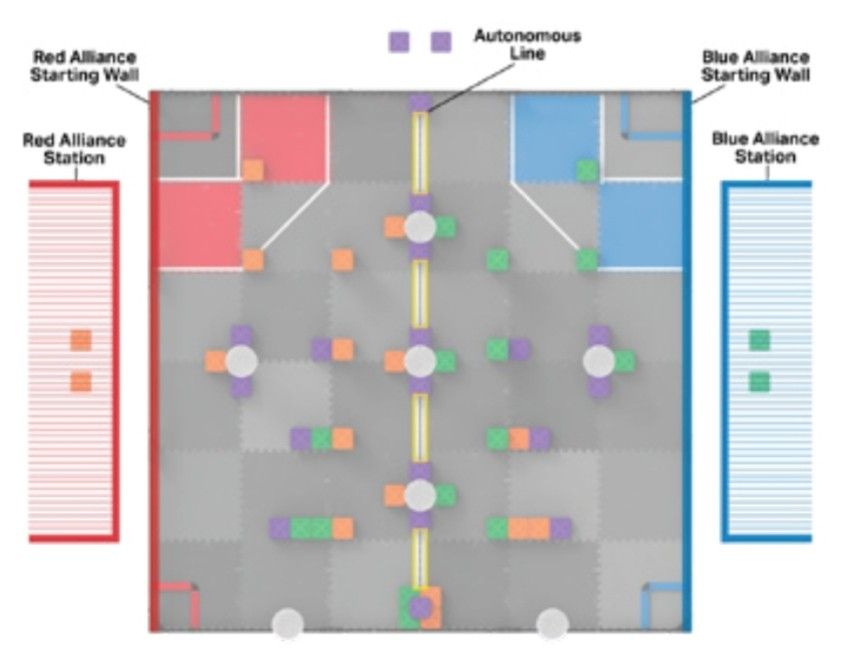 Autonomous
Line
Red Alliance
Starting Wall
Blue Alliance
Starting Wall
Red Alliance
Station
Blue Alliance
Station